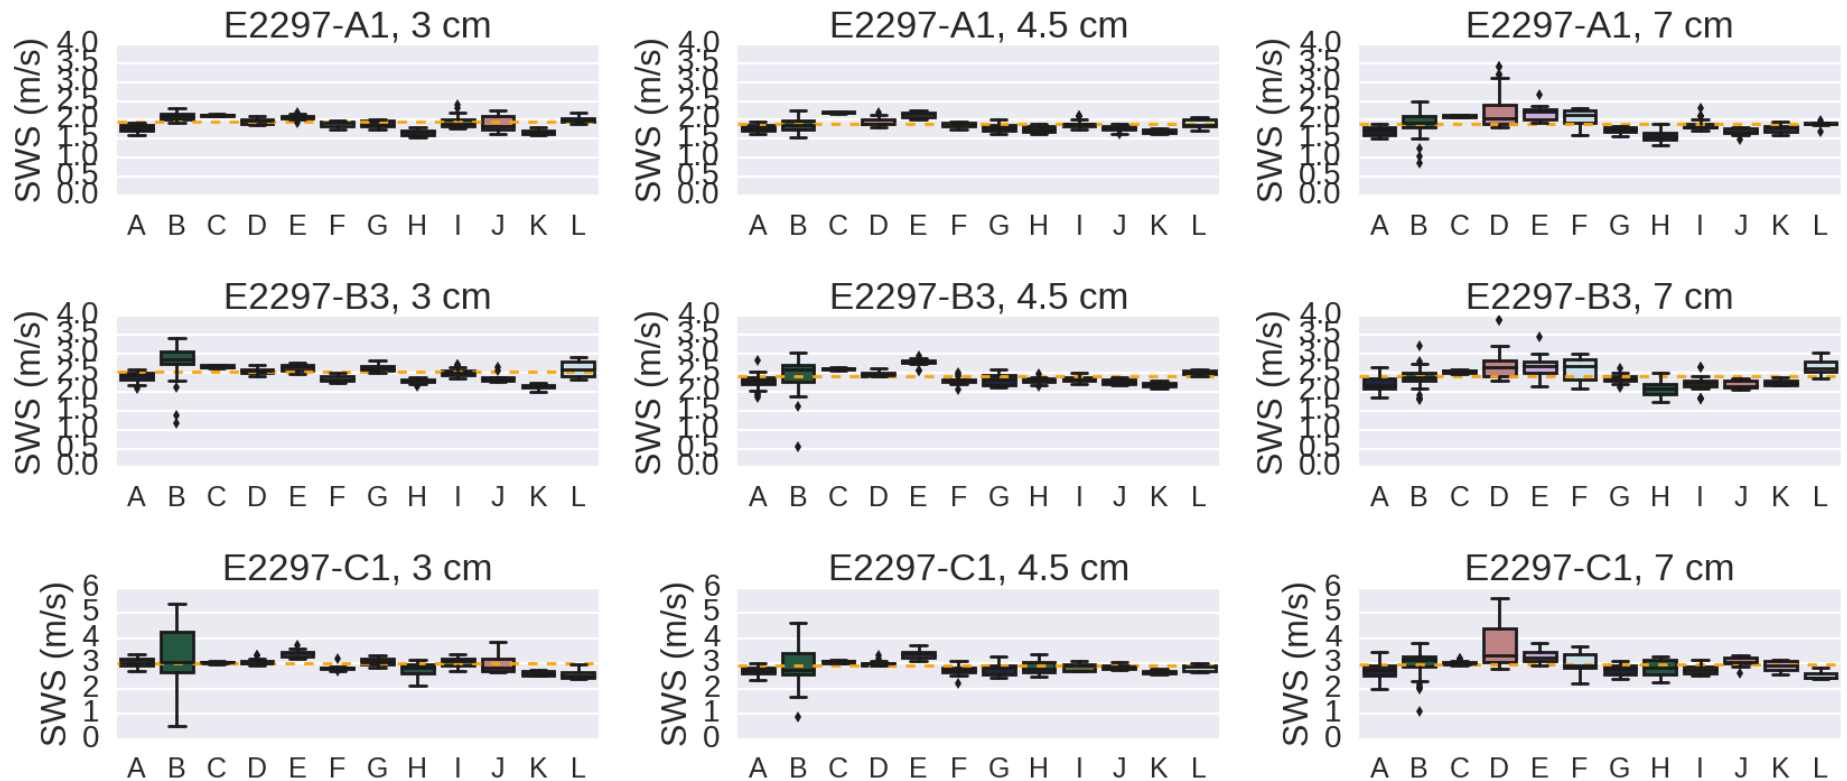 E2297-A1, 3 cm
SWS (m/s)
4.0
3.5
3.0
2.5
2.0
1.5
1.0
0.5
0.0
A B C D E F G H I J K L
E2297-A1, 4.5 cm
SWS (m/s)
4.0
3.5
3.0
2.5
2.0
1.5
1.0
0.5
0.0
A B C D E F G H I J K L
E2297-A1, 7 cm
SWS (m/s)
4.0
3.5
3.0
2.5
2.0
1.5
1.0
0.5
0.0
A B C D E F G H I J K L
E2297-B3, 3 cm
SWS (m/s)
4.0
3.5
3.0
2.5
2.0
1.5
1.0
0.5
0.0
A B C D E F G H I J K L
E2297-B3, 4.5 cm
SWS (m/s)
4.0
3.5
3.0
2.5
2.0
1.5
1.0
0.5
0.0
A B C D E F G H I J K L
E2297-B3, 7 cm
SWS (m/s)
4.0
3.5
3.0
2.5
2.0
1.5
1.0
0.5
0.0
A B C D E F G H I J K L
E2297-C1, 3 cm
SWS (m/s)
6
5
4
3
2
1
0
A B C D E F G H I J K L
E2297-C1, 4.5 cm
SWS (m/s)
6
5
4
3
2
1
0
A B C D E F G H I J K L
E2297-C1, 7 cm
SWS (m/s)
6
5
4
3
2
1
0
A B C D E F G H I J K L